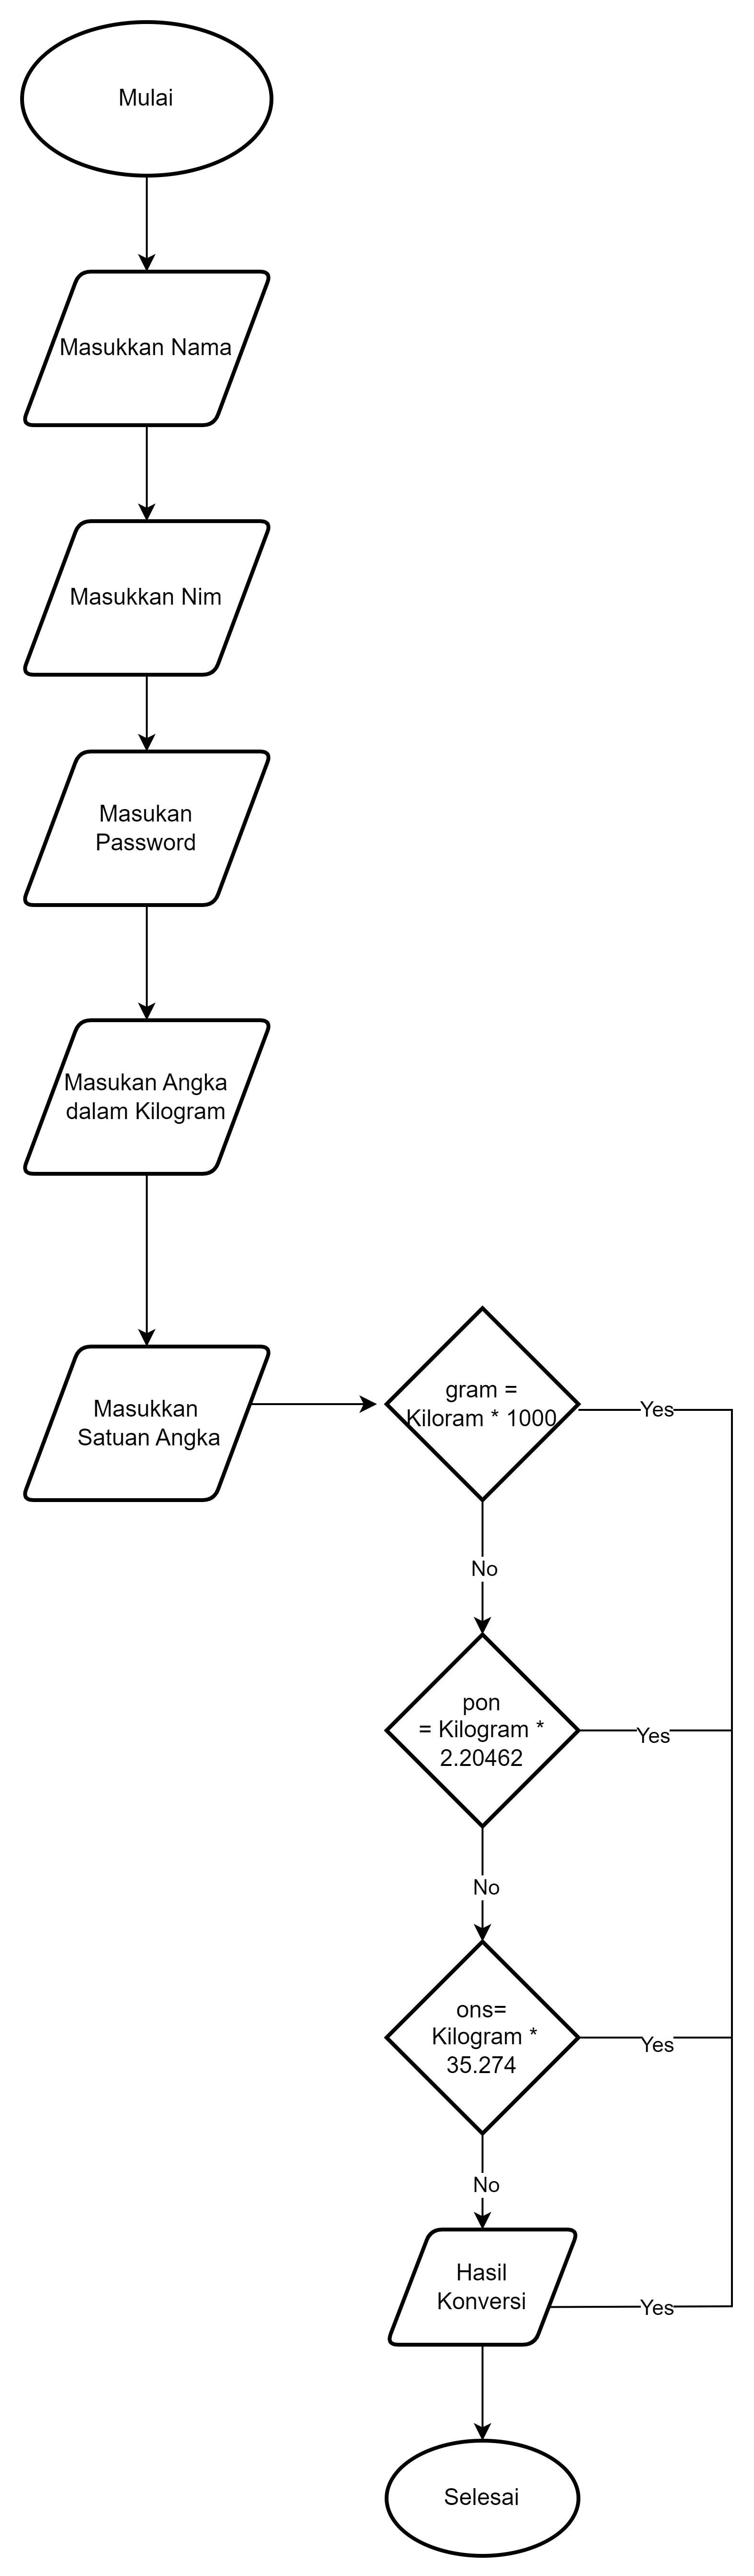 Mulai
Masukkan Nama
Masukkan Nim
Masukan
Password
Masukan Angka
dalam Kilogram
Masukkan
Satuan Angka
gram =
Kiloram * 1000
Yes
No
pon
= Kilogram *
2.20462
Yes
No
ons=
Kilogram *
35.274
Yes
No
Hasil
Konversi
Yes
Selesai